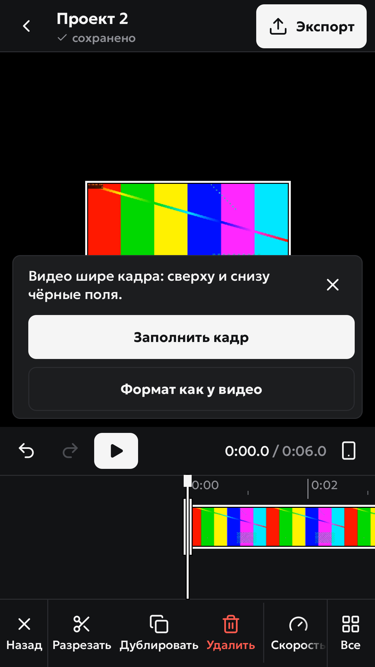 Проект 2
сохранено
Экспорт
Видео шире кадра: сверху и снизу
чёрные поля.
Заполнить кадр
Формат как у видео
0:00.0 / 0:06.0
0:00
0:02
Назад
Разрезать
Дублировать
Удалить
Скорость
Все